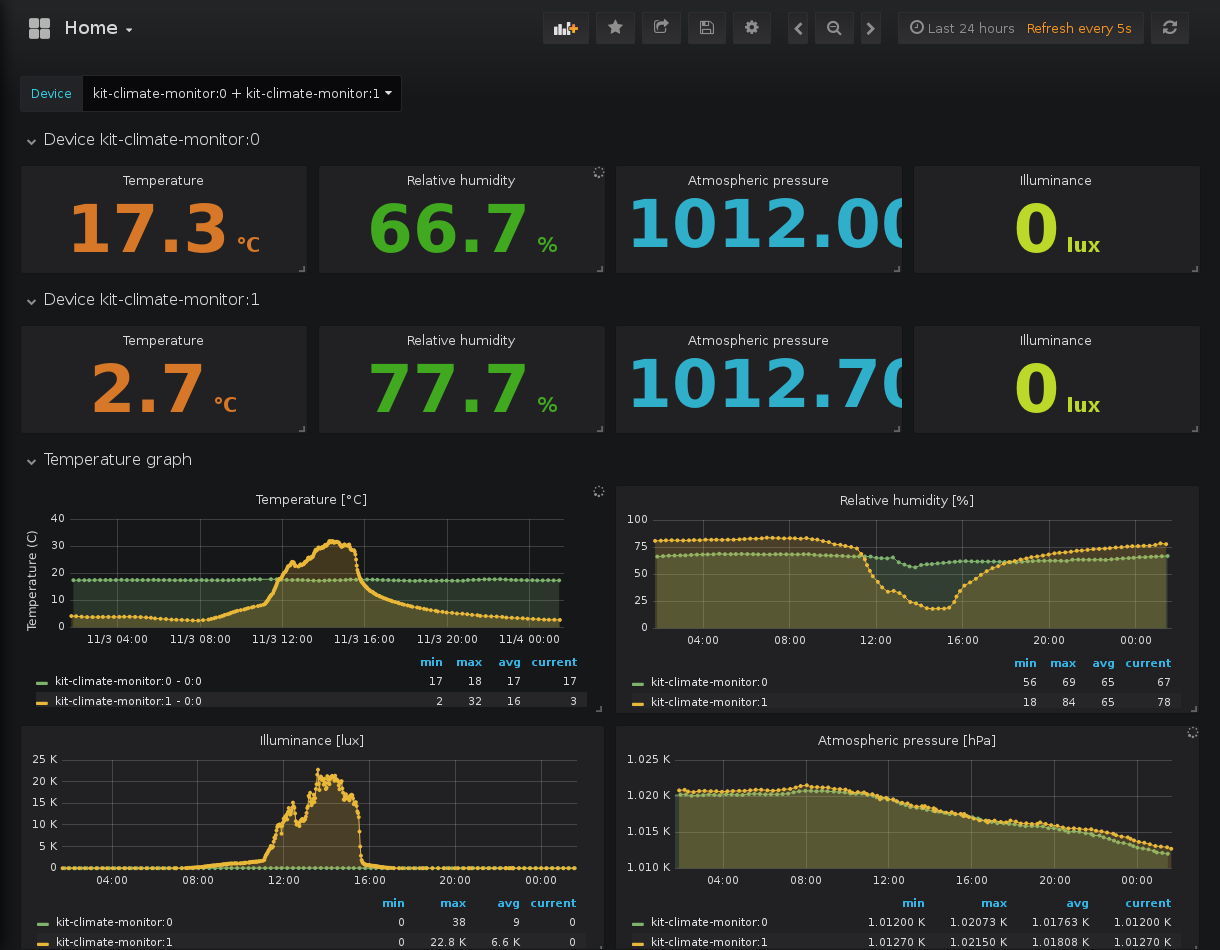 Home
Last 24 hours Refresh every 5s
Device kit-climate-monitor:0 + kit-climate-monitor:1
Device kit-climate-monitor:0
Temperature Relative humidity Atmospheric pressure Illuminance
17.3 °C 66.7 % 1012.00 0 lux
Device kit-climate-monitor:1
Temperature Relative humidity Atmospheric pressure Illuminance
2.7 °C 77.7 % 1012.70 0 lux
Temperature graph
Temperature [°C]
Temperature (C)
40
30
20
10
0
11/3 04:00 11/3 08:00 11/3 12:00 11/3 16:00 11/3 20:00 11/4 00:00
min max avg current
kit-climate-monitor:0 - 0:0 17 18 17 17
kit-climate-monitor:1 - 0:0 2 32 16 3
Relative humidity [%]
100
75
50
25
0
04:00 08:00 12:00 16:00 20:00 00:00
min max avg current
kit-climate-monitor:0 56 69 65 67
kit-climate-monitor:1 18 84 65 78
Illuminance [lux]
25 K
20 K
15 K
10 K
5 K
0
04:00 08:00 12:00 16:00 20:00 00:00
min max avg current
kit-climate-monitor:0 0 38 9 0
kit-climate-monitor:1 0 22.8 K 6.6 K 0
Atmospheric pressure [hPa]
1.025 K
1.020 K
1.015 K
1.010 K
04:00 08:00 12:00 16:00 20:00 00:00
min max avg current
kit-climate-monitor:0 1.01200 K 1.02073 K 1.01763 K 1.01200 K
kit-climate-monitor:1 1.01270 K 1.02150 K 1.01808 K 1.01270 K